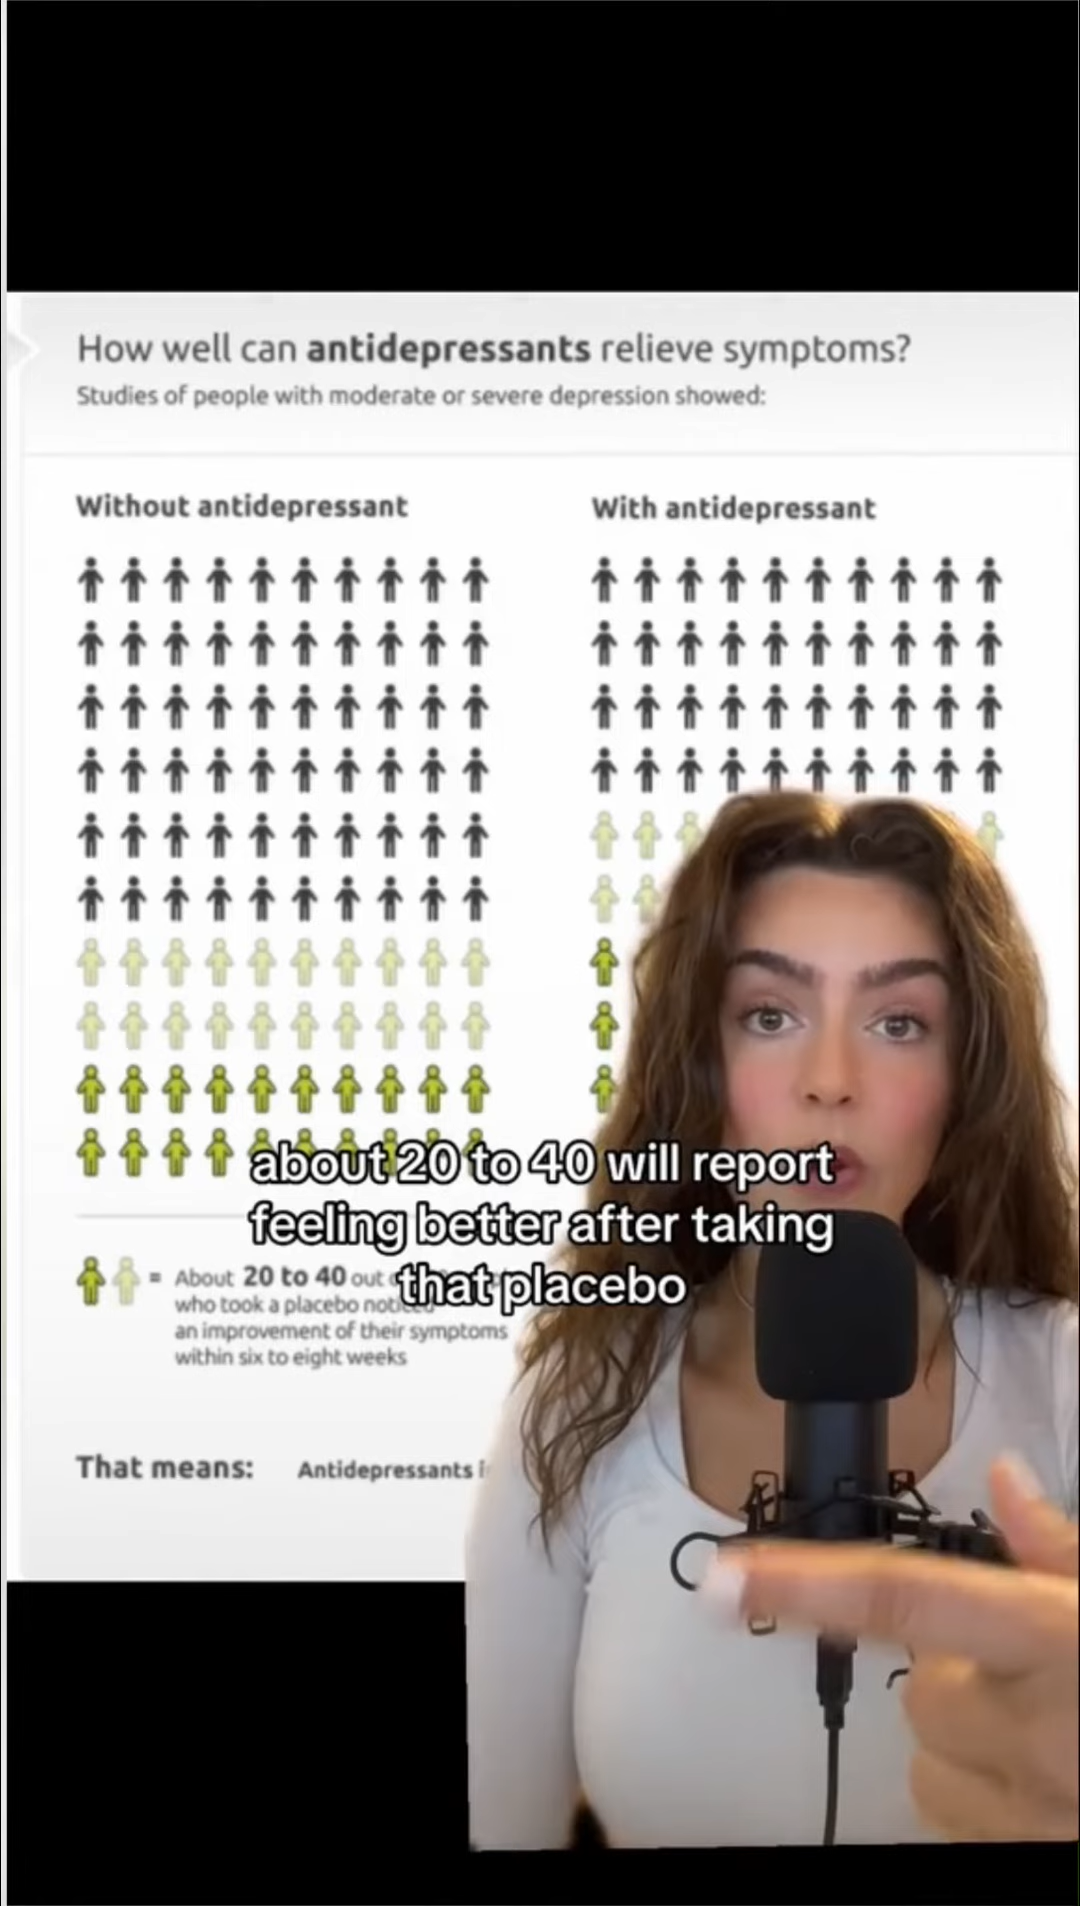 How well can antidepressants relieve symptoms?
Studies of people with moderate or severe depression showed:
Without antidepressant
With antidepressant
about 20 to 40 will report
feeling better after taking
that placebo
= About 20 to 40 out
who took a placebo
an improvement of their symptoms
within six to eight weeks
That means:
Antidepressants